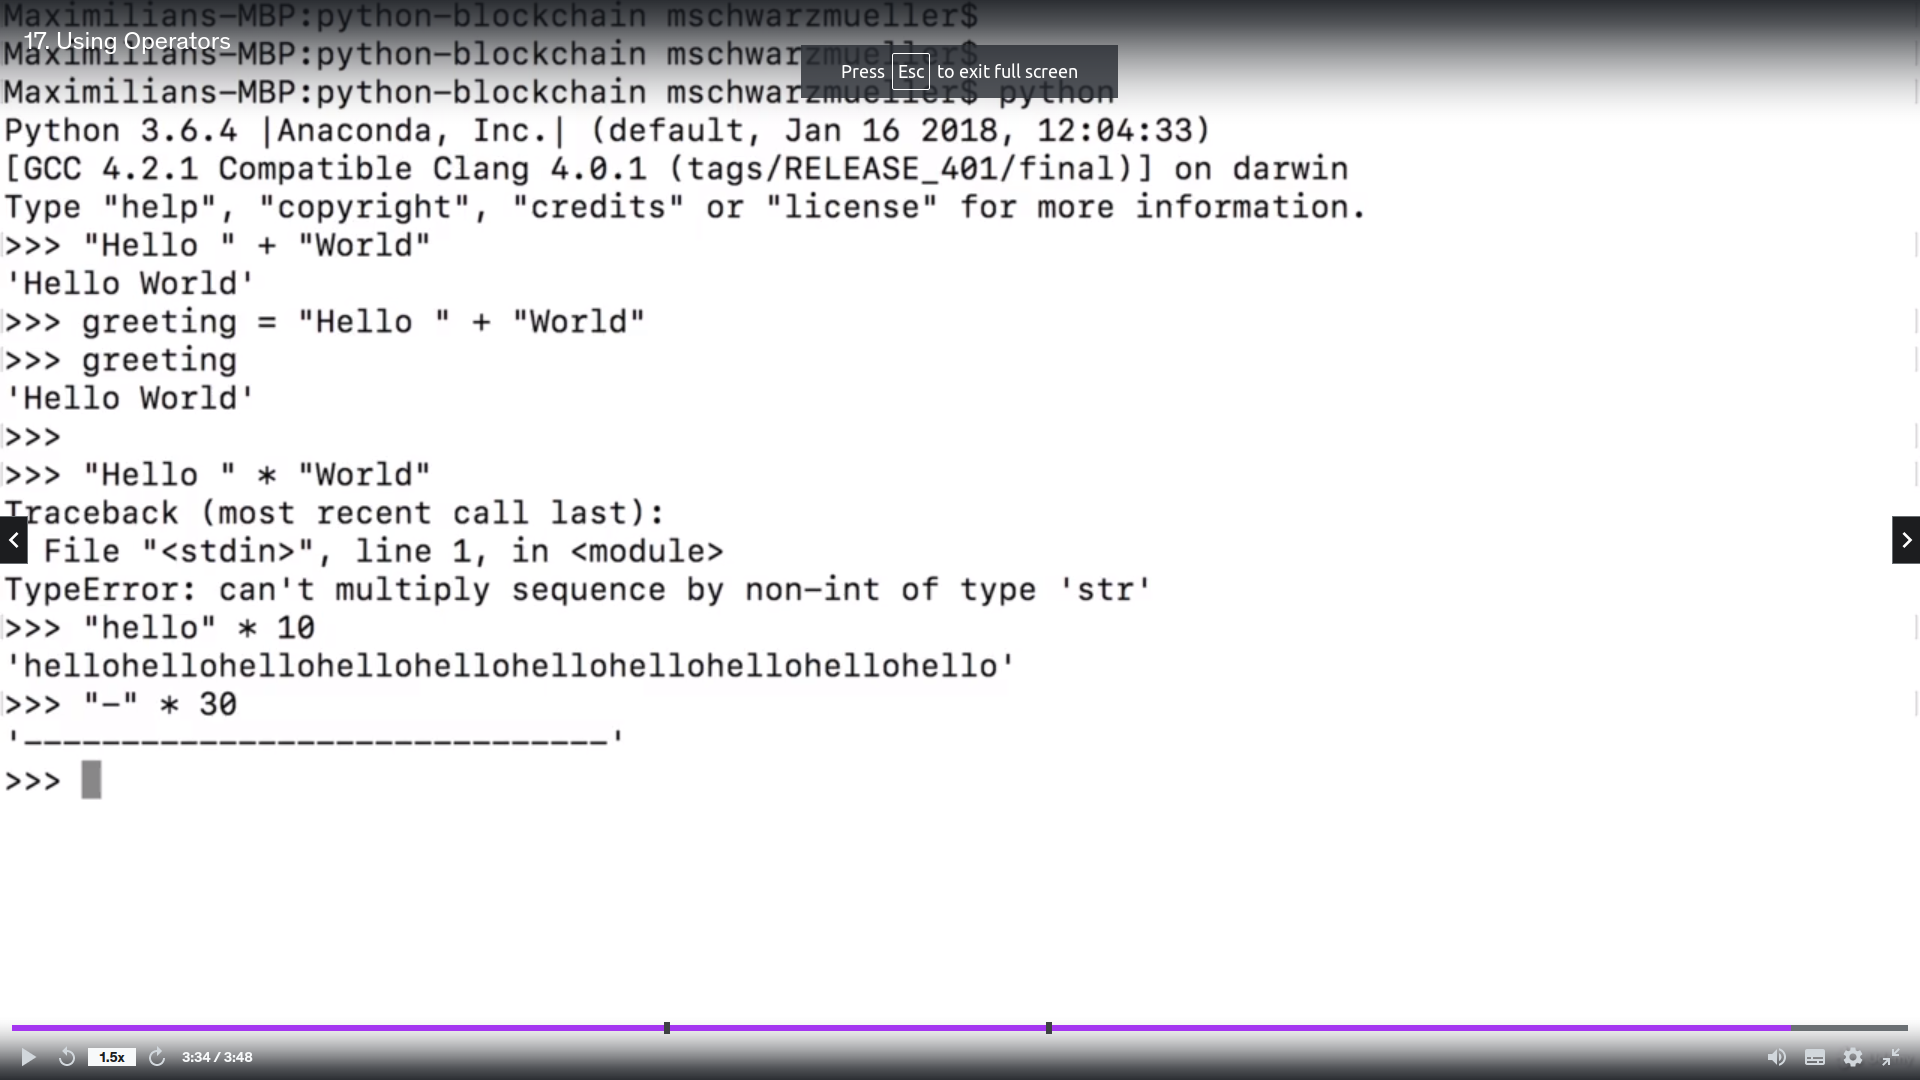 Maximilians-MBP:python-blockchain mschwarzmueller$
17. Using Operators
Maximilians-MBP:python-blockchain mschwarzmueller$
Press Esc to exit full screen
Maximilians-MBP:python-blockchain mschwarzmueller$ python
Python 3.6.4 |Anaconda, Inc.| (default, Jan 16 2018, 12:04:33)
[GCC 4.2.1 Compatible Clang 4.0.1 (tags/RELEASE_401/final)] on darwin
Type "help", "copyright", "credits" or "license" for more information.
>>> "Hello " + "World"
'Hello World'
>>> greeting = "Hello " + "World"
>>> greeting
'Hello World'
>>>
>>> "Hello " * "World"
Traceback (most recent call last):
  File "<stdin>", line 1, in <module>
TypeError: can't multiply sequence by non-int of type 'str'
>>> "hello" * 10
'hellohellohellohellohellohellohellohellohellohello'
>>> "-" * 30
'------------------------------'
>>>
1.5x 3:34 / 3:48